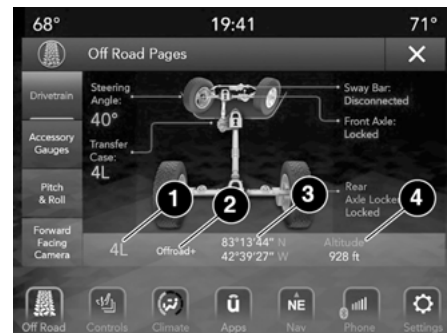 68°
19:41
71°
Off Road Pages
X
Drivetrain
Accessory
Gauges
Pitch
& Roll
Forward
Facing
Camera
Steering
Angle:
40°
Transfer
Case:
4L
Sway Bar:
Disconnected
Front Axle:
Locked
Rear
Axle Locker
Locked
1
2
3
4
4L
Offroad+
83°13'44" N
42°39'27" W
Altitude
928 ft
Off Road
Controls
Climate
ū
Apps
NE
Nav
Phone
Settings